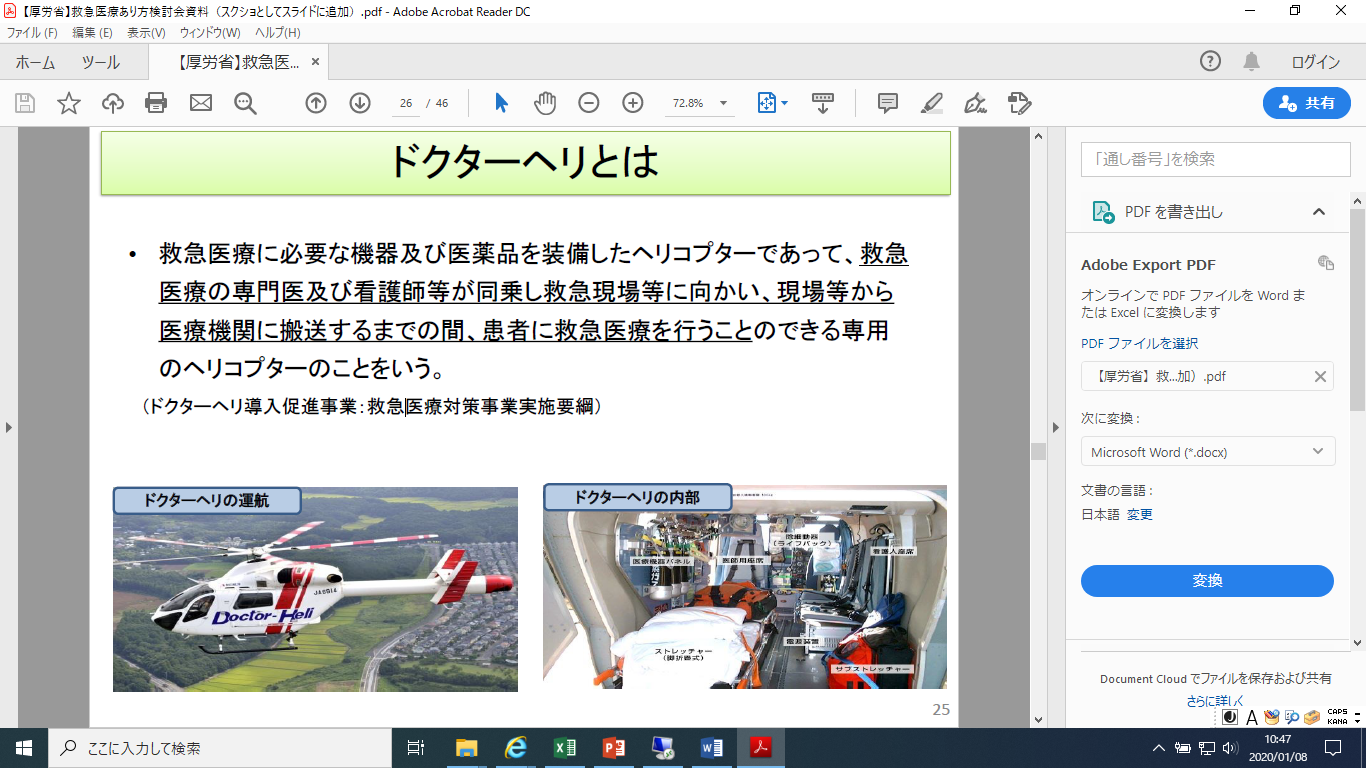 【厚労省】救急医療あり方検討会資料（スクショとしてスライドに追加）.pdf - Adobe Acrobat Reader DC
ファイル(F) 編集(E) 表示(V) ウィンドウ(W) ヘルプ(H)
ホーム ツール 【厚労省】救急医... ×
ログイン
26 / 46 72.8% 共有
ドクターヘリとは
• 救急医療に必要な機器及び医薬品を装備したヘリコプターであって、救急
医療の専門医及び看護師等が同乗し救急現場等に向かい、現場等から
医療機関に搬送するまでの間、患者に救急医療を行うことのできる専用
のヘリコプターのことをいう。
（ドクターヘリ導入促進事業：救急医療対策事業実施要綱）
ドクターヘリの運航
Doctor-Heli
ドクターヘリの内部
除細動器
（ライフパック）
看護人座席
医療機器パネル
医師用座席
電源装置
ストレッチャー
（脚折畳式）
サブストレッチャー
25
「通し番号」を検索
PDF を書き出し
Adobe Export PDF
オンラインで PDF ファイルを Word ま
たは Excel に変換します
PDF ファイルを選択
【厚労省】救...加）.pdf
次に変換 :
Microsoft Word (*.docx)
文書の言語 :
日本語 変更
変換
Document Cloud でファイルを保存および共有
さらに詳しく
A
CAPS
KANA
ここに入力して検索
10:47
2020/01/08